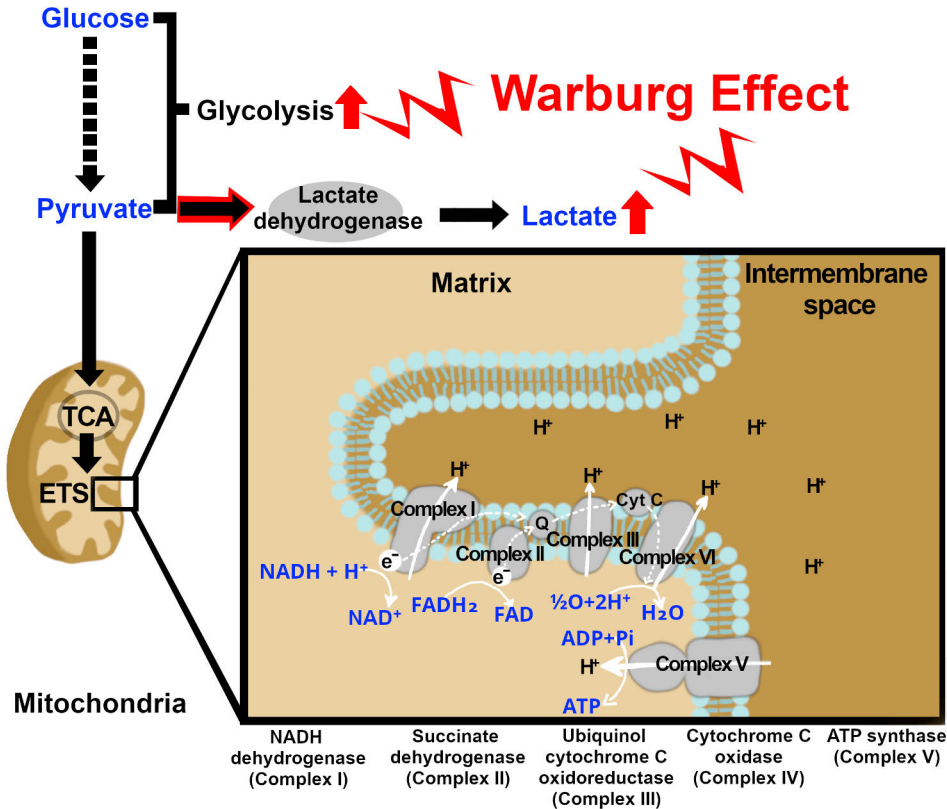 Glucose
Glycolysis
Warburg Effect
Pyruvate
Lactate
dehydrogenase
Lactate
Matrix
Intermembrane
space
TCA
ETS
Mitochondria
H⁺
H⁺
H⁺
H⁺
H⁺
H⁺
H⁺
H⁺
Complex I
Q
Complex II
Complex III
Cyt C
Complex VI
e⁻
e⁻
NADH + H⁺
NAD⁺
FADH₂
FAD
½O+2H⁺
H₂O
ADP+Pi
H⁺
Complex V
ATP
NADH
dehydrogenase
(Complex I)
Succinate
dehydrogenase
(Complex II)
Ubiquinol
cytochrome C
oxidoreductase
(Complex III)
Cytochrome C
oxidase
(Complex IV)
ATP synthase
(Complex V)